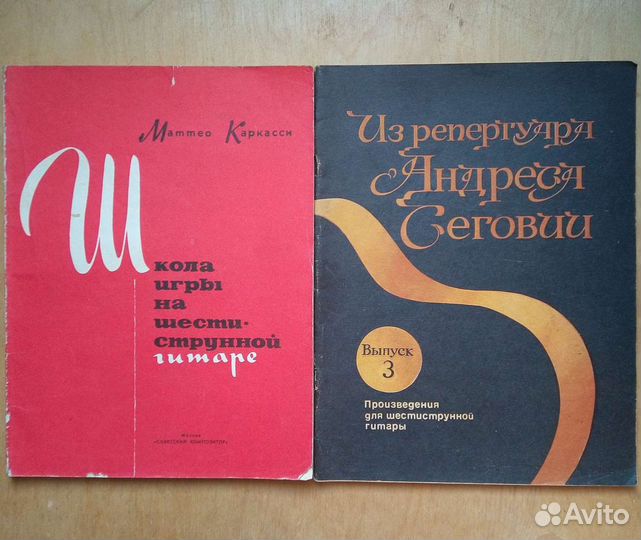 Маттео Каркасси
Школа
игры
на
шести-
струнной
гитаре
Москва
«СОВЕТСКИЙ КОМПОЗИТОР»
Из репертуара
Андреса
Сеговии
Выпуск
3
Произведения
для шестиструнной
гитары
Avito